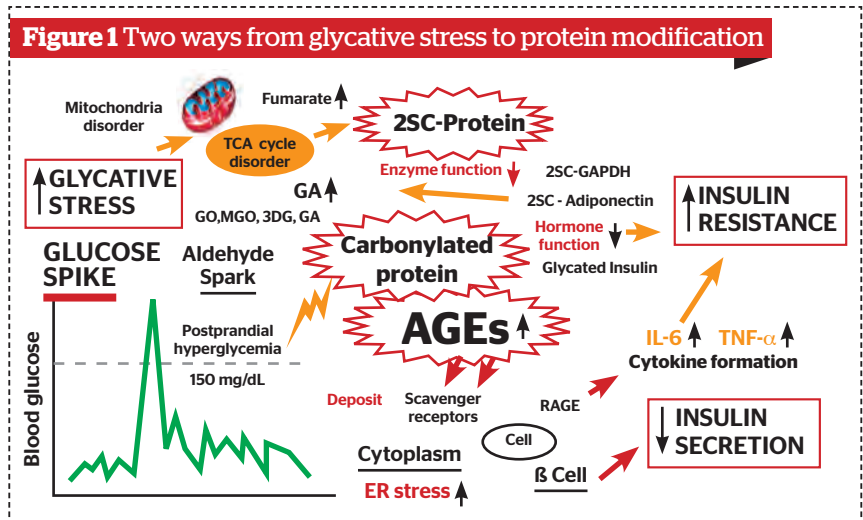 Figure 1 Two ways from glycative stress to protein modification
Mitochondria
disorder
Fumarate
TCA cycle
disorder
2SC-Protein
GLYCATIVE
STRESS
Enzyme function
2SC-GAPDH
2SC - Adiponectin
GA
GO,MGO, 3DG, GA
INSULIN
RESISTANCE
Hormone
function
Glycated Insulin
GLUCOSE
SPIKE
Aldehyde
Spark
Carbonylated
protein
AGEs
Postprandial
hyperglycemia
150 mg/dL
Blood glucose
IL-6
TNF-α
Cytokine formation
Deposit
Scavenger
receptors
RAGE
Cell
INSULIN
SECRETION
Cytoplasm
ER stress
ß Cell